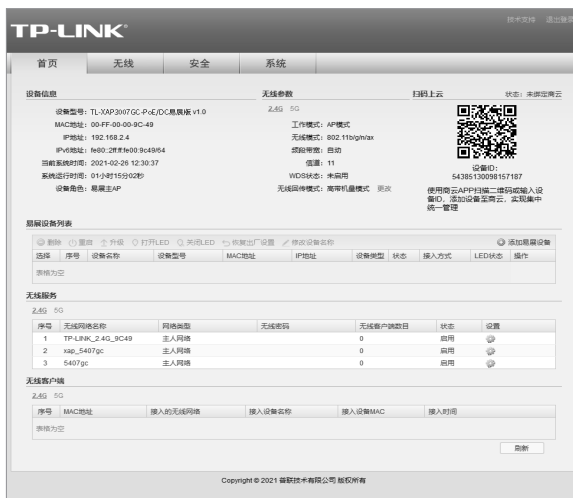 技术支持 退出登录
TP-LINK®
首页 无线 安全 系统
设备信息
设备型号：TL-XAP3007GC-PoE/DC易展版 v1.0
MAC地址：00-FF-00-00-9C-49
IP地址：192.168.2.4
IPv6地址：fe80::2ff:ff:fe00:9c49/64
当前系统时间：2021-02-26 12:30:37
系统运行时间：01小时15分02秒
设备角色：易展主AP
无线参数
2.4G 5G
工作模式：AP模式
无线模式：802.11b/g/n/ax
频段带宽：自动
信道：11
WDS状态：未启用
无线回传模式：高带机量模式 更改
扫码上云 状态：未绑定商云
设备ID：
54385130098157187
使用商云APP扫描二维码或输入设
备ID，添加设备至商云，实现集中
统一管理
易展设备列表
删除 重启 升级 打开LED 关闭LED 恢复出厂设置 修改设备名称 添加易展设备
选择 序号 设备名称 设备型号 MAC地址 IP地址 设备类型 状态 接入方式 LED状态 操作
表格为空
无线服务
2.4G 5G
序号 无线网络名称 网络类型 无线密码 无线客户端数目 状态 设置
1 TP-LINK_2.4G_9C49 主人网络 0 启用
2 xap_5407gc 主人网络 0 启用
3 5407gc 主人网络 0 启用
无线客户端
2.4G 5G
序号 MAC地址 接入的无线网络 接入设备名称 接入设备MAC 接入时间
表格为空
刷新
Copyright © 2021 普联技术有限公司 版权所有